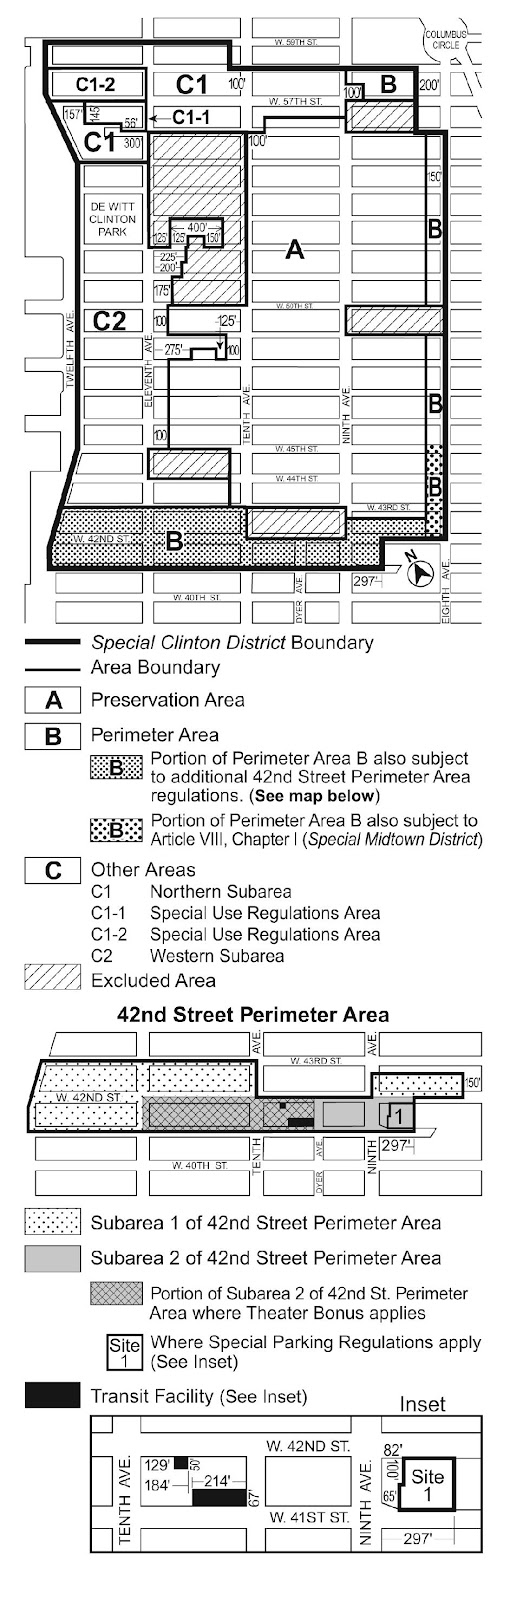 COLUMBUS
CIRCLE
W. 59TH ST.
C1-2
C1
100'
100'
B
200'
W. 57TH ST.
157'
145'
56'
C1-1
C1
300'
100'
150'
DE WITT
CLINTON
PARK
400'
125'
125'
150'
B
A
225'
200'
175'
W. 50TH ST.
C2
100'
125'
TWELFTH AVE.
ELEVENTH AVE.
275'
100'
TENTH AVE.
NINTH AVE.
B
100'
W. 45TH ST.
W. 44TH ST.
B
W. 43RD ST.
W. 42ND ST.
B
N
297'
DYER AVE.
EIGHTH AVE.
W. 40TH ST.
Special Clinton District Boundary
Area Boundary
A Preservation Area
B Perimeter Area
B Portion of Perimeter Area B also subject
to additional 42nd Street Perimeter Area
regulations. (See map below)
B Portion of Perimeter Area B also subject to
Article VIII, Chapter I (Special Midtown District)
C Other Areas
C1 Northern Subarea
C1-1 Special Use Regulations Area
C1-2 Special Use Regulations Area
C2 Western Subarea
Excluded Area
42nd Street Perimeter Area
AVE.
AVE.
W. 43RD ST.
150'
W. 42ND ST.
1
297'
TENTH
DYER AVE.
NINTH
W. 40TH ST.
Subarea 1 of 42nd Street Perimeter Area
Subarea 2 of 42nd Street Perimeter Area
Portion of Subarea 2 of 42nd St. Perimeter
Area where Theater Bonus applies
Site
1
Where Special Parking Regulations apply
(See Inset)
Transit Facility (See Inset)
Inset
W. 42ND ST.
82'
129'
50'
100'
184'
214'
Site
1
65'
67'
TENTH AVE.
NINTH AVE.
W. 41ST ST.
297'